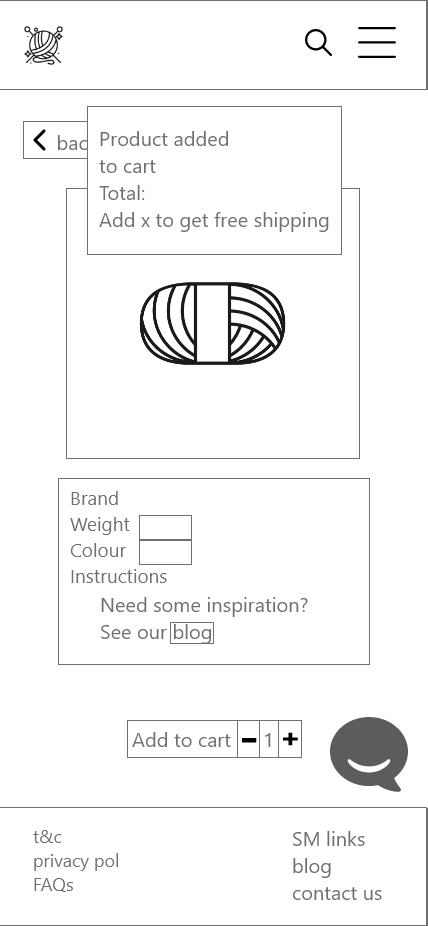 bac
Product added
to cart
Total:
Add x to get free shipping
Brand
Weight
Colour
Instructions
Need some inspiration?
See our blog
Add to cart - 1 +
t&c
privacy pol
FAQs
SM links
blog
contact us